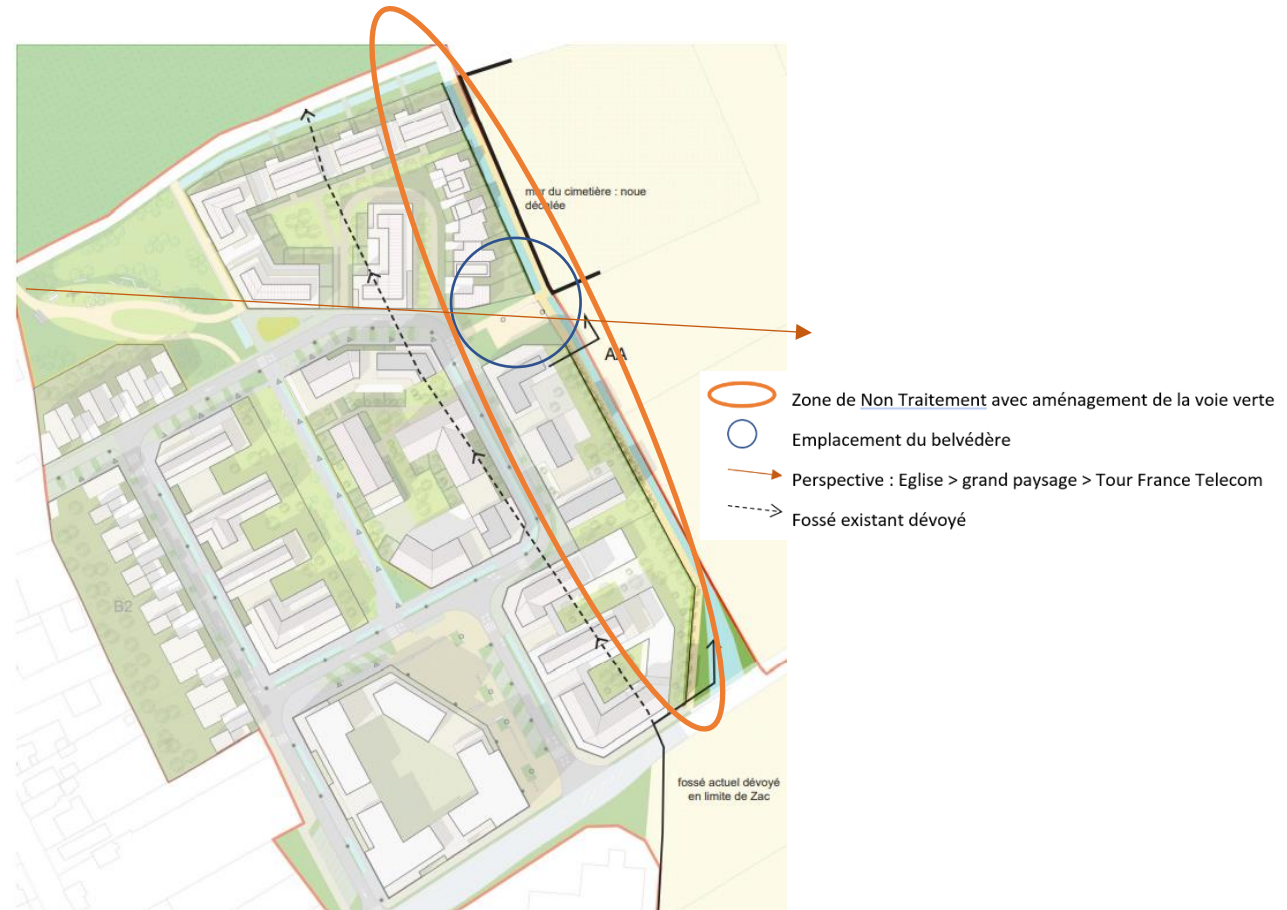 mur du cimetière : noue
décalée
AA
Zone de Non Traitement avec aménagement de la voie verte
Emplacement du belvédère
Perspective : Eglise > grand paysage > Tour France Telecom
Fossé existant dévoyé
B2
fossé actuel dévoyé
en limite de Zac